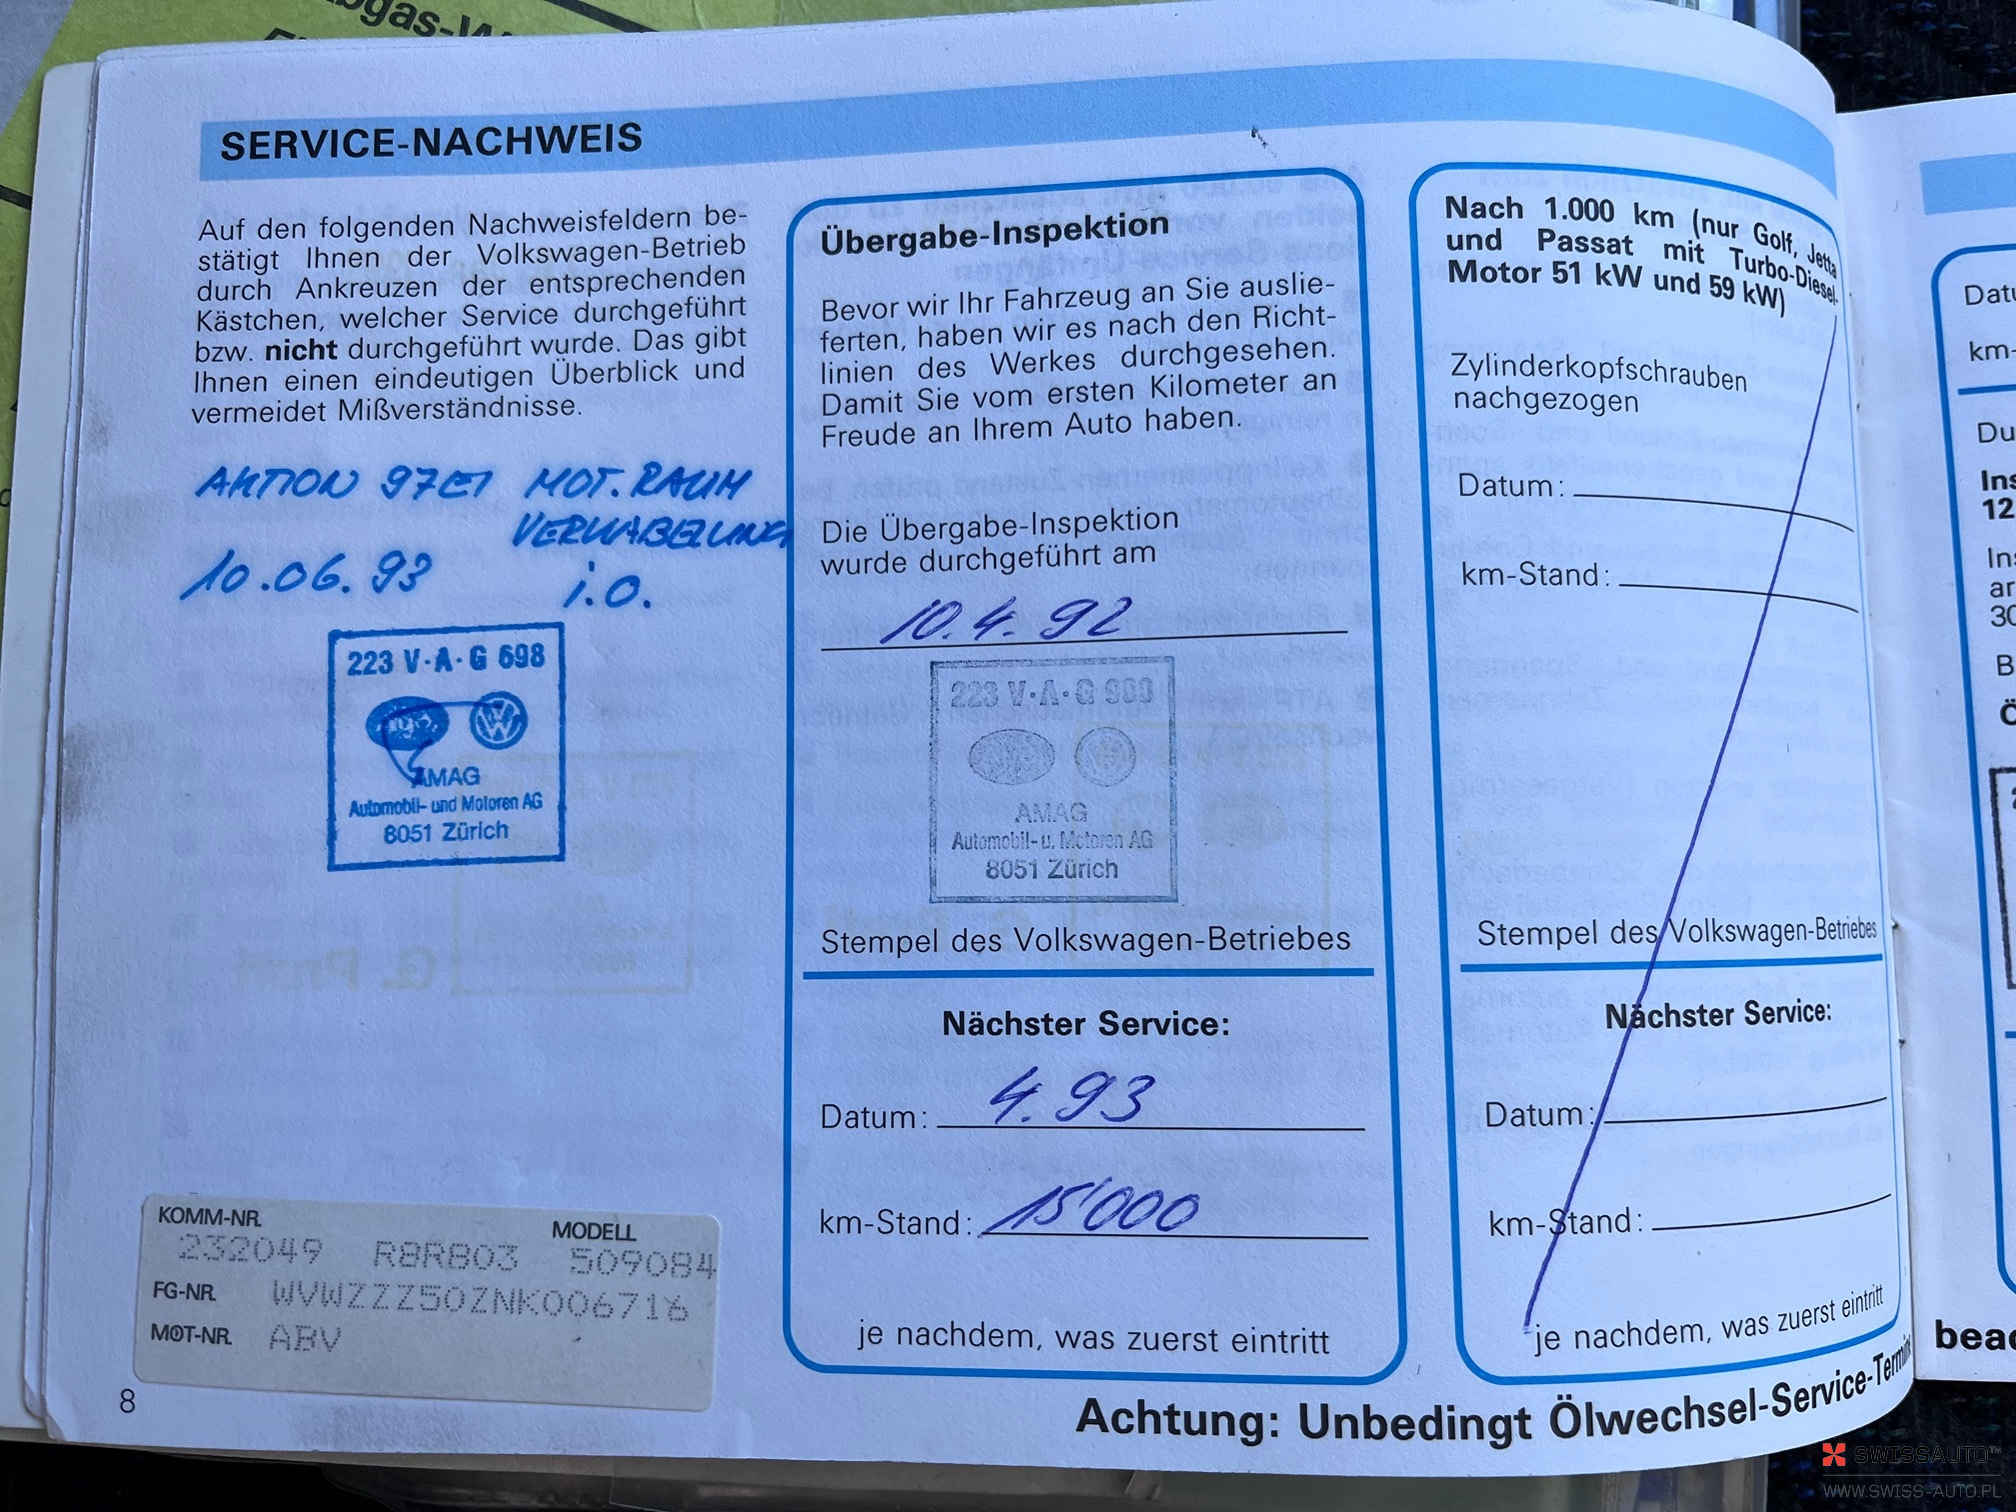 SERVICE-NACHWEIS
Auf den folgenden Nachweisfeldern be-
stätigt Ihnen der Volkswagen-Betrieb
durch Ankreuzen der entsprechenden
Kästchen, welcher Service durchgeführt
bzw. nicht durchgeführt wurde. Das gibt
Ihnen einen eindeutigen Überblick und
vermeidet Mißverständnisse.
AKTION 97E1 MOT.RAUM
VERKABELUNG
10.06.93 i.O.
223 V·A·G 698
AMAG
Automobil- und Motoren AG
8051 Zürich
KOMM-NR. MODELL
232049 R8R803 509084
FG-NR. WVWZZZ50ZNK006716
MOT-NR. ABV
8
Übergabe-Inspektion
Bevor wir Ihr Fahrzeug an Sie auslie-
ferten, haben wir es nach den Richt-
linien des Werkes durchgesehen.
Damit Sie vom ersten Kilometer an
Freude an Ihrem Auto haben.
Die Übergabe-Inspektion
wurde durchgeführt am
10.4.92
223 V·A·G 900
AMAG
Automobil- u. Motoren AG
8051 Zürich
Stempel des Volkswagen-Betriebes
Nächster Service:
Datum: 4.93
km-Stand: 15'000
je nachdem, was zuerst eintritt
Nach 1.000 km (nur Golf, Jetta
und Passat mit Turbo-Diesel-
Motor 51 kW und 59 kW)
Zylinderkopfschrauben
nachgezogen
Datum:
km-Stand:
Stempel des Volkswagen-Betriebes
Nächster Service:
Datum:
km-Stand:
je nachdem, was zuerst eintritt
Achtung: Unbedingt Ölwechsel-Service-Termine
SWISSAUTO™
WWW.SWISS-AUTO.PL